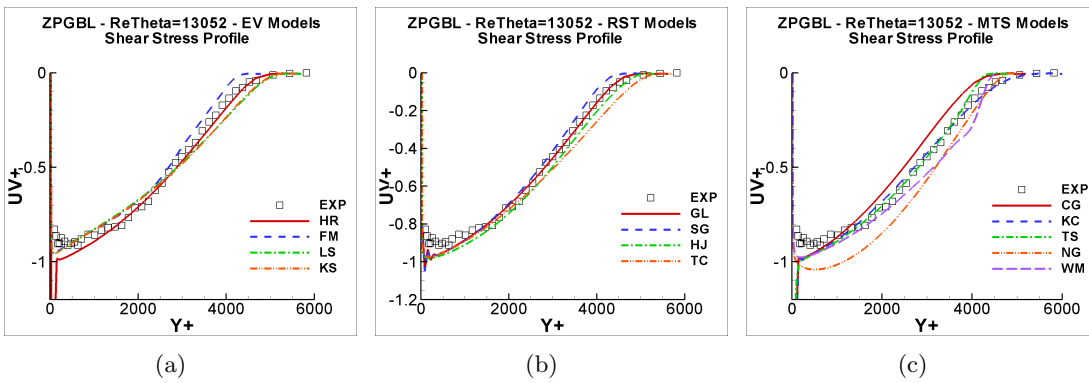 ZPGBL - ReTheta=13052 - EV Models
Shear Stress Profile
0
-0.5
-1
UV+
EXP
HR
FM
LS
KS
0
2000
4000
6000
Y+
(a)
ZPGBL - ReTheta=13052 - RST Models
Shear Stress Profile
0
-0.2
-0.4
-0.6
-0.8
-1
-1.2
UV+
EXP
GL
SG
HJ
TC
0
2000
4000
6000
Y+
(b)
ZPGBL - ReTheta=13052 - MTS Models
Shear Stress Profile
0
-0.5
-1
UV+
EXP
CG
KC
TS
NG
WM
0
2000
4000
6000
Y+
(c)